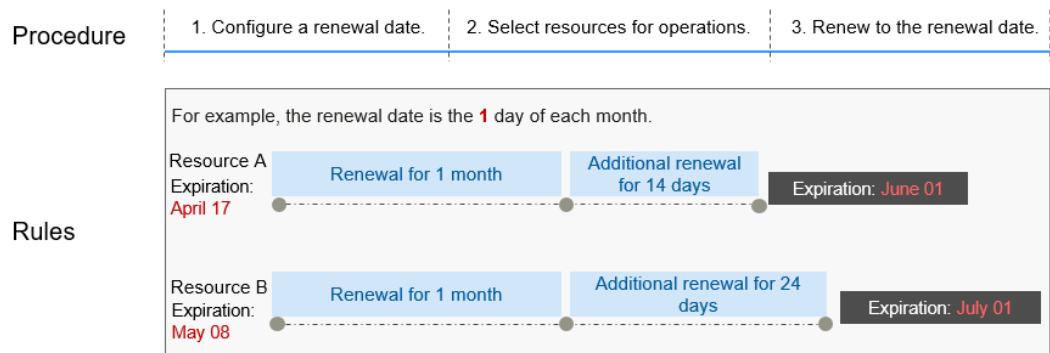 Procedure
1. Configure a renewal date.
2. Select resources for operations.
3. Renew to the renewal date.
For example, the renewal date is the 1 day of each month.
Rules
Resource A
Expiration:
April 17
Renewal for 1 month
Additional renewal
for 14 days
Expiration: June 01
Resource B
Expiration:
May 08
Renewal for 1 month
Additional renewal for 24
days
Expiration: July 01